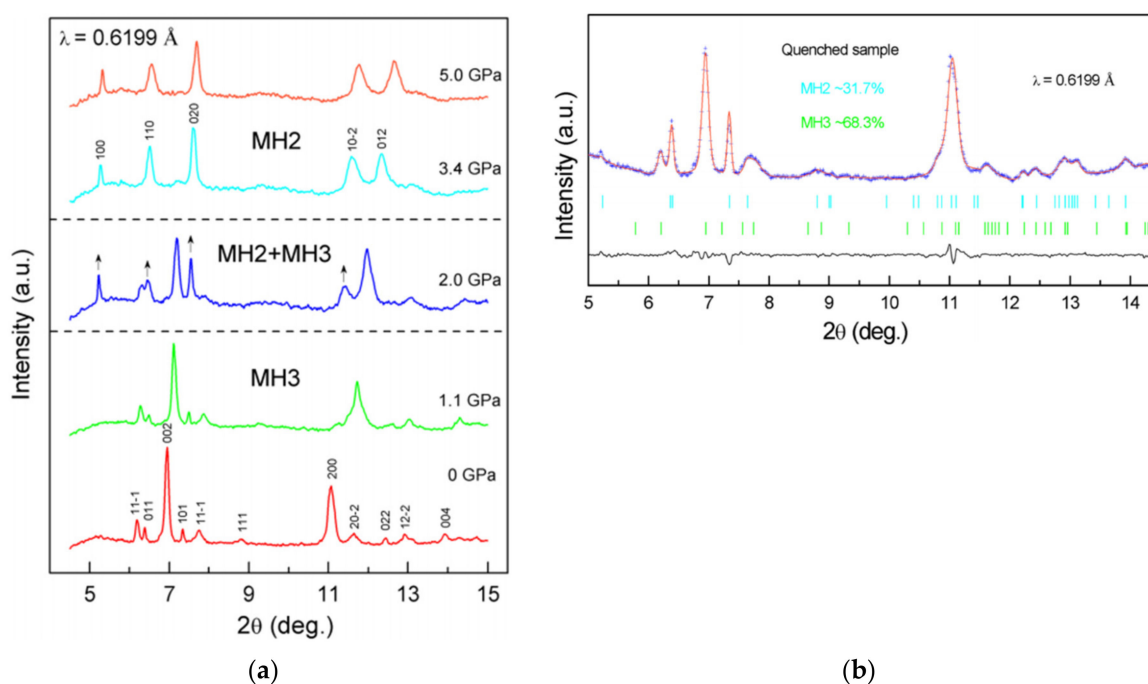 λ = 0.6199 Å
5.0 GPa
100
110
020
MH2
10-2
012
3.4 GPa
MH2+MH3
2.0 GPa
MH3
1.1 GPa
002
0 GPa
11-1
011
101
11-1
111
200
20-2
022
12-2
004
Intensity (a.u.)
5 7 9 11 13 15
2θ (deg.)
(a)
Quenched sample
MH2 ~31.7%
λ = 0.6199 Å
MH3 ~68.3%
Intensity (a.u.)
5 6 7 8 9 10 11 12 13 14
2θ (deg.)
(b)